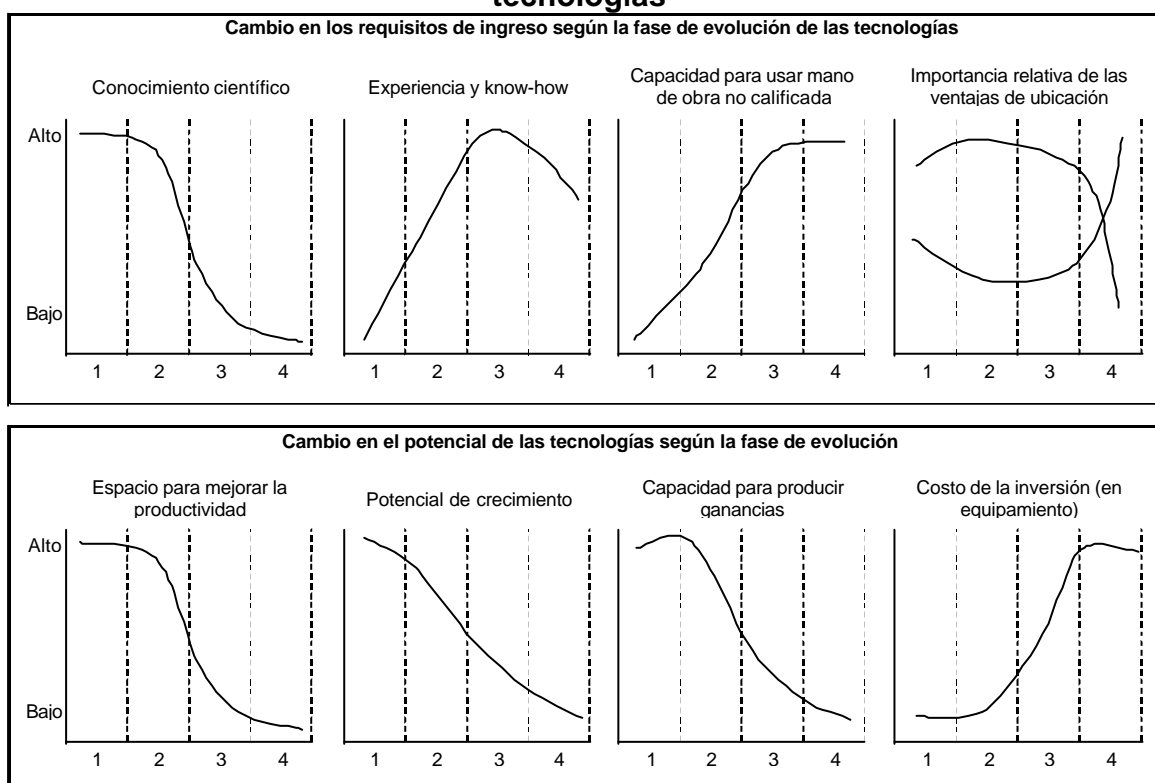 tecnologías
Cambio en los requisitos de ingreso según la fase de evolución de las tecnologías
Conocimiento científico
Experiencia y know-how
Capacidad para usar mano
de obra no calificada
Importancia relativa de las
ventajas de ubicación
Alto
Bajo
1 2 3 4
1 2 3 4
1 2 3 4
1 2 3 4
Cambio en el potencial de las tecnologías según la fase de evolución
Espacio para mejorar la
productividad
Potencial de crecimiento
Capacidad para producir
ganancias
Costo de la inversión (en
equipamiento)
Alto
Bajo
1 2 3 4
1 2 3 4
1 2 3 4
1 2 3 4